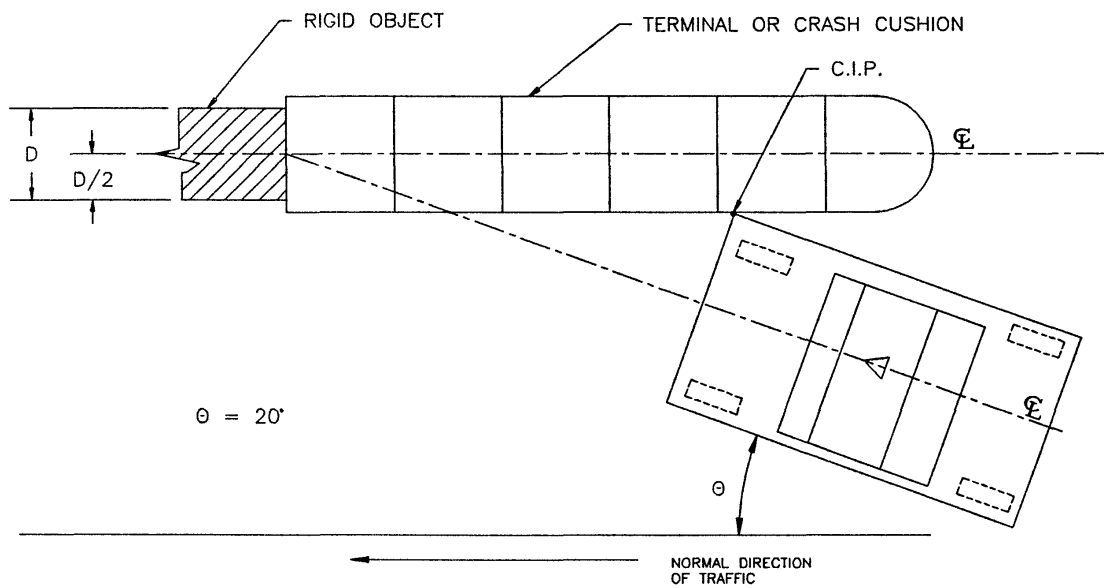 RIGID OBJECT
TERMINAL OR CRASH CUSHION
C.I.P.
D
D/2
℄
℄
Θ = 20°
Θ
NORMAL DIRECTION
OF TRAFFIC